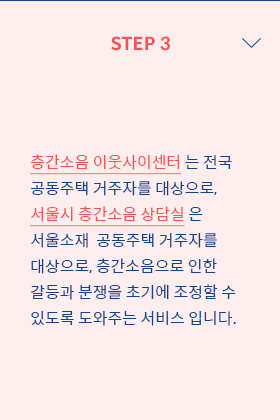 STEP 3
층간소음 이웃사이센터 는 전국
공동주택 거주자를 대상으로,
서울시 층간소음 상담실 은
서울소재 공동주택 거주자를
대상으로, 층간소음으로 인한
갈등과 분쟁을 초기에 조정할 수
있도록 도와주는 서비스 입니다.